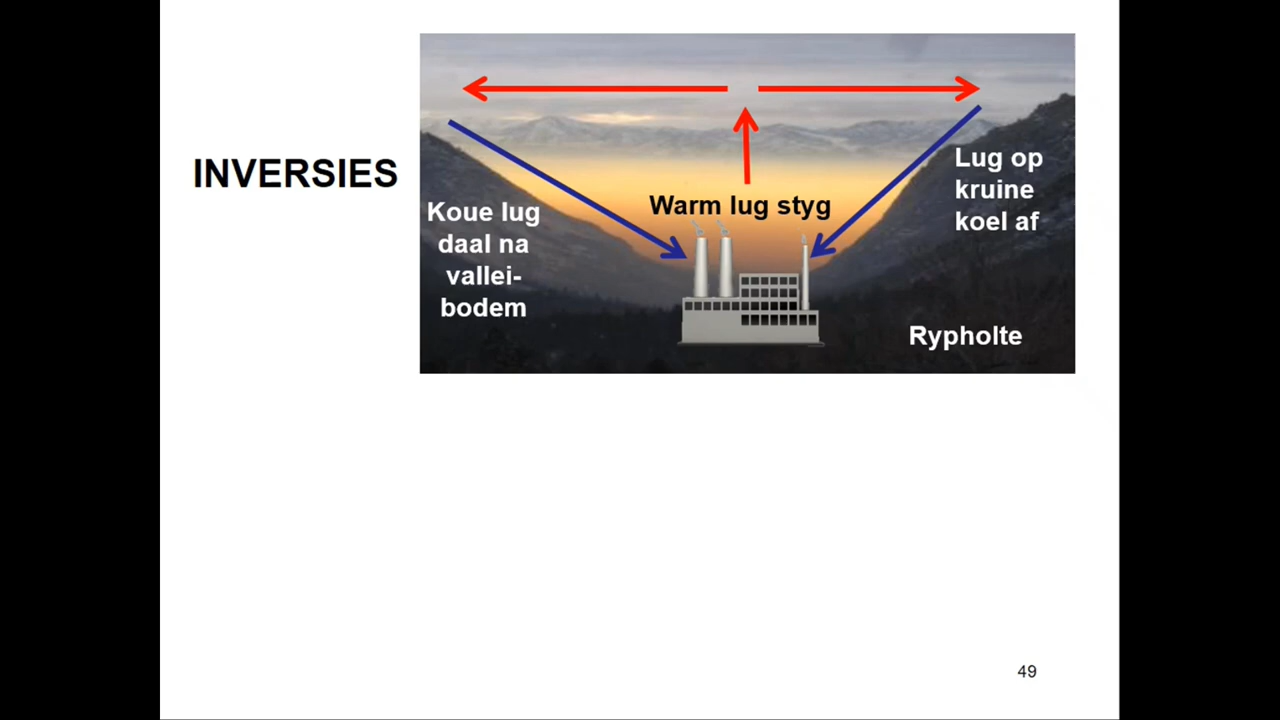 INVERSIES
Koue lug
daal na
vallei-
bodem
Warm lug styg
Lug op
kruine
koel af
Rypholte
49